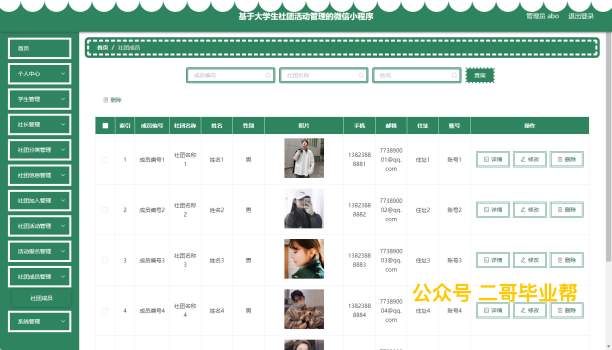 基于大学生社团活动管理的微信小程序
管理员 abo 退出登录
首页
个人中心
学生管理
社长管理
社团分类管理
社团信息管理
社团加入管理
社团活动管理
活动报名管理
社团成员管理
社团成员
系统管理
首页 / 社团成员
成员编号 社团名称 姓名 查询
删除
索引 成员编号 社团名称 姓名 性别 照片 手机 邮箱 住址 账号 操作
1 成员编号1 社团名称1 姓名1 男 13823888881 773890001@qq.com 住址1 账号1 详情 修改 删除
2 成员编号2 社团名称2 姓名2 男 13823888882 773890002@qq.com 住址2 账号2 详情 修改 删除
3 成员编号3 社团名称3 姓名3 男 13823888883 773890003@qq.com 住址3 账号3 详情 修改 删除
4 成员编号4 社团名称4 姓名4 男 13823888884 773890004@qq.com 住址4 账号4 详情 修改 删除
公众号 二哥毕业帮